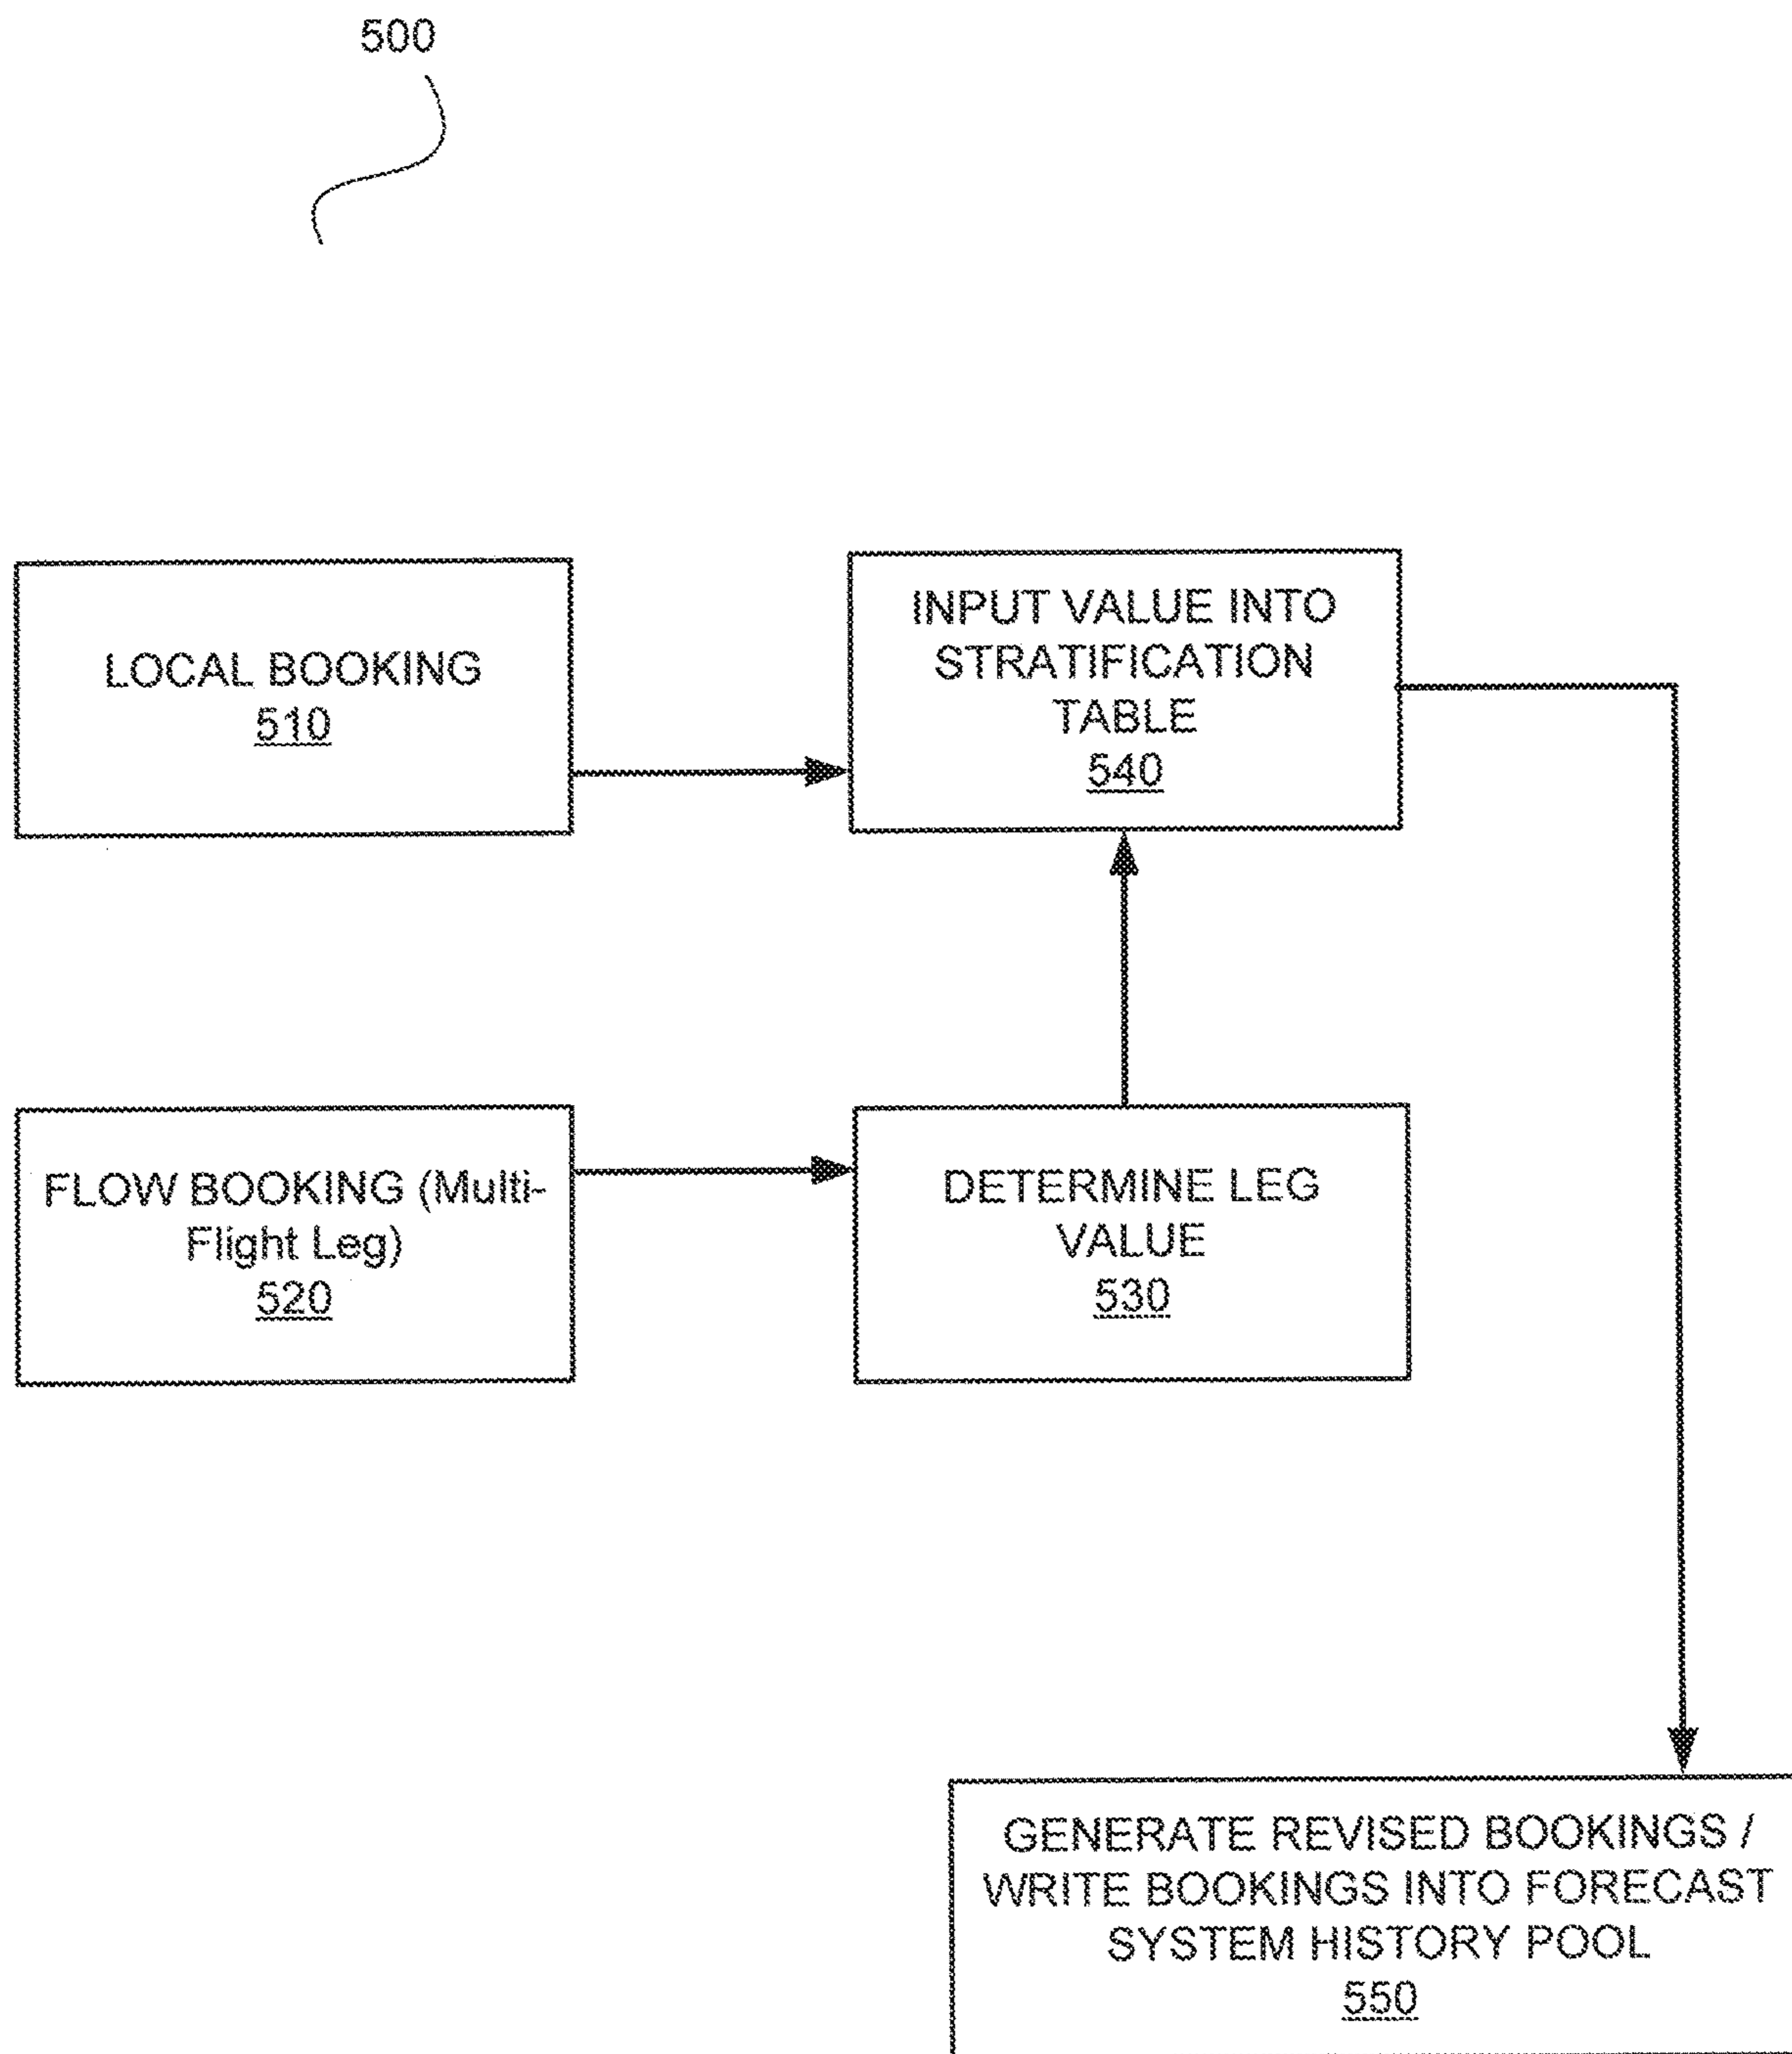 500
LOCAL BOOKING
510
INPUT VALUE INTO
STRATIFICATION
TABLE
540
FLOW BOOKING (Multi-
Flight Leg)
520
DETERMINE LEG
VALUE
530
GENERATE REVISED BOOKINGS /
WRITE BOOKINGS INTO FORECAST
SYSTEM HISTORY POOL
550